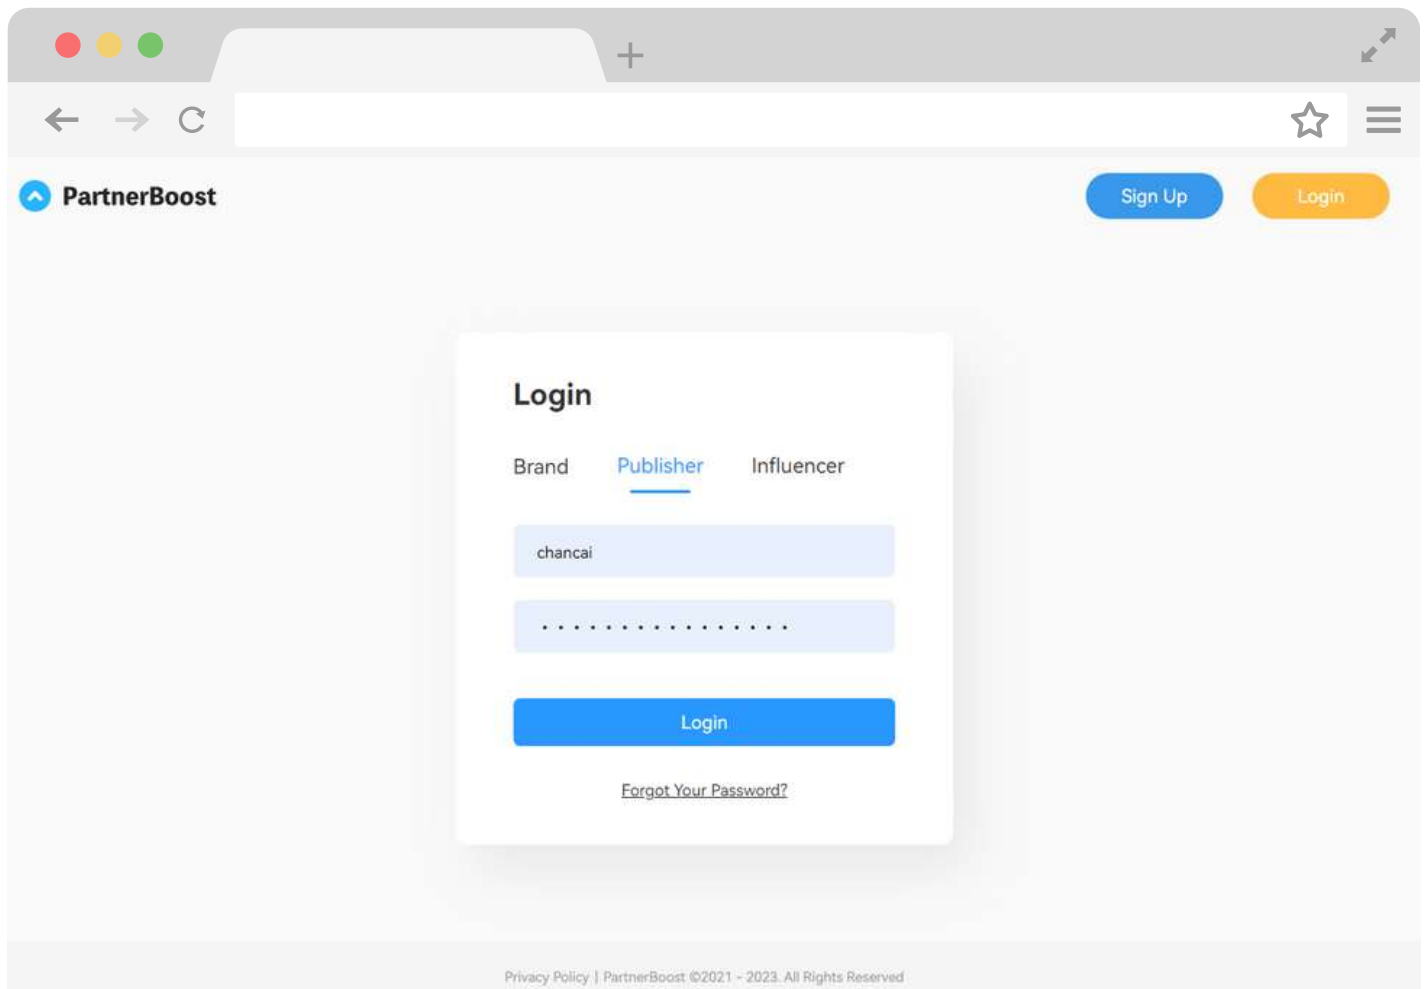 PartnerBoost
Sign Up
Login
Login
Brand Publisher Influencer
chancai
Login
Forgot Your Password?
Privacy Policy | PartnerBoost ©2021 - 2023. All Rights Reserved